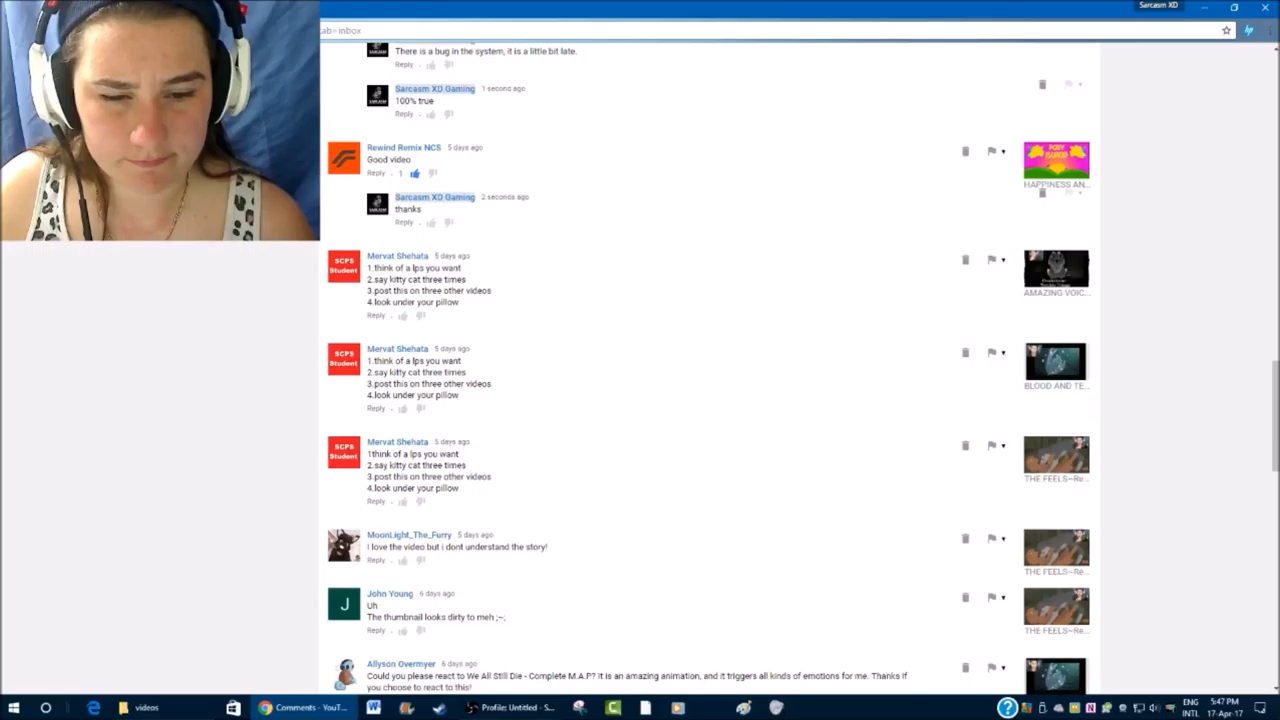 Sarcasm XD
ab=inbox
There is a bug in the system, it is a little bit late.
Reply
Sarcasm XD Gaming 1 second ago
100% true
Reply
Rewind Remix NCS 5 days ago
Good video
Reply 1
HAPPINESS AN...
Sarcasm XD Gaming 2 seconds ago
thanks
Reply
SCPS Student
Mervat Shehata 5 days ago
1.think of a lps you want
2.say kitty cat three times
3.post this on three other videos
4.look under your pillow
Reply
AMAZING VOIC...
SCPS Student
Mervat Shehata 5 days ago
1.think of a lps you want
2.say kitty cat three times
3.post this on three other videos
4.look under your pillow
Reply
BLOOD AND TE...
SCPS Student
Mervat Shehata 5 days ago
1think of a lps you want
2.say kitty cat three times
3.post this on three other videos
4.look under your pillow
Reply
THE FEELS~Re...
MoonLight_The_Furry 5 days ago
I love the video but i dont understand the story!
Reply
THE FEELS~Re...
J
John Young 6 days ago
Uh
The thumbnail looks dirty to meh ;~;
Reply
THE FEELS~Re...
Allyson Overmyer 6 days ago
Could you please react to We All Still Die - Complete M.A.P? It is an amazing animation, and it triggers all kinds of emotions for me. Thanks if
you choose to react to this!
videos
Comments - YouT...
Profile: Untitled - S...
ENG 5:47 PM
INTL 17-Apr-17